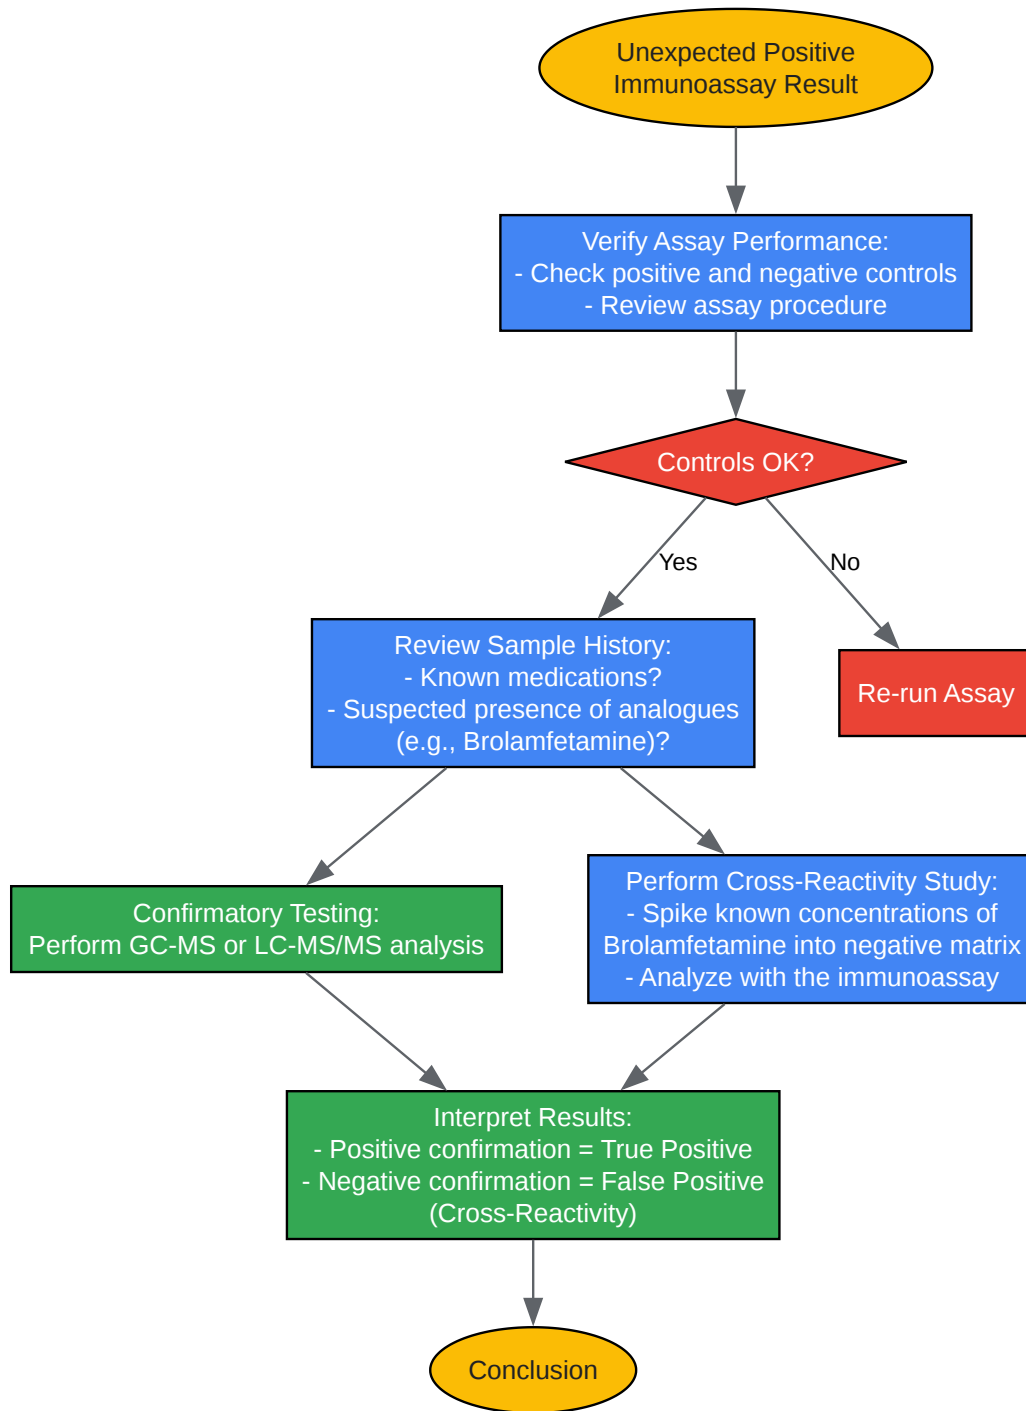 Unexpected Positive
Immunoassay Result
Verify Assay Performance:
- Check positive and negative controls
- Review assay procedure
Controls OK?
Yes
No
Review Sample History:
- Known medications?
- Suspected presence of analogues
(e.g., Brolamfetamine)?
Re-run Assay
Confirmatory Testing:
Perform GC-MS or LC-MS/MS analysis
Perform Cross-Reactivity Study:
- Spike known concentrations of
Brolamfetamine into negative matrix
- Analyze with the immunoassay
Interpret Results:
- Positive confirmation = True Positive
- Negative confirmation = False Positive
(Cross-Reactivity)
Conclusion